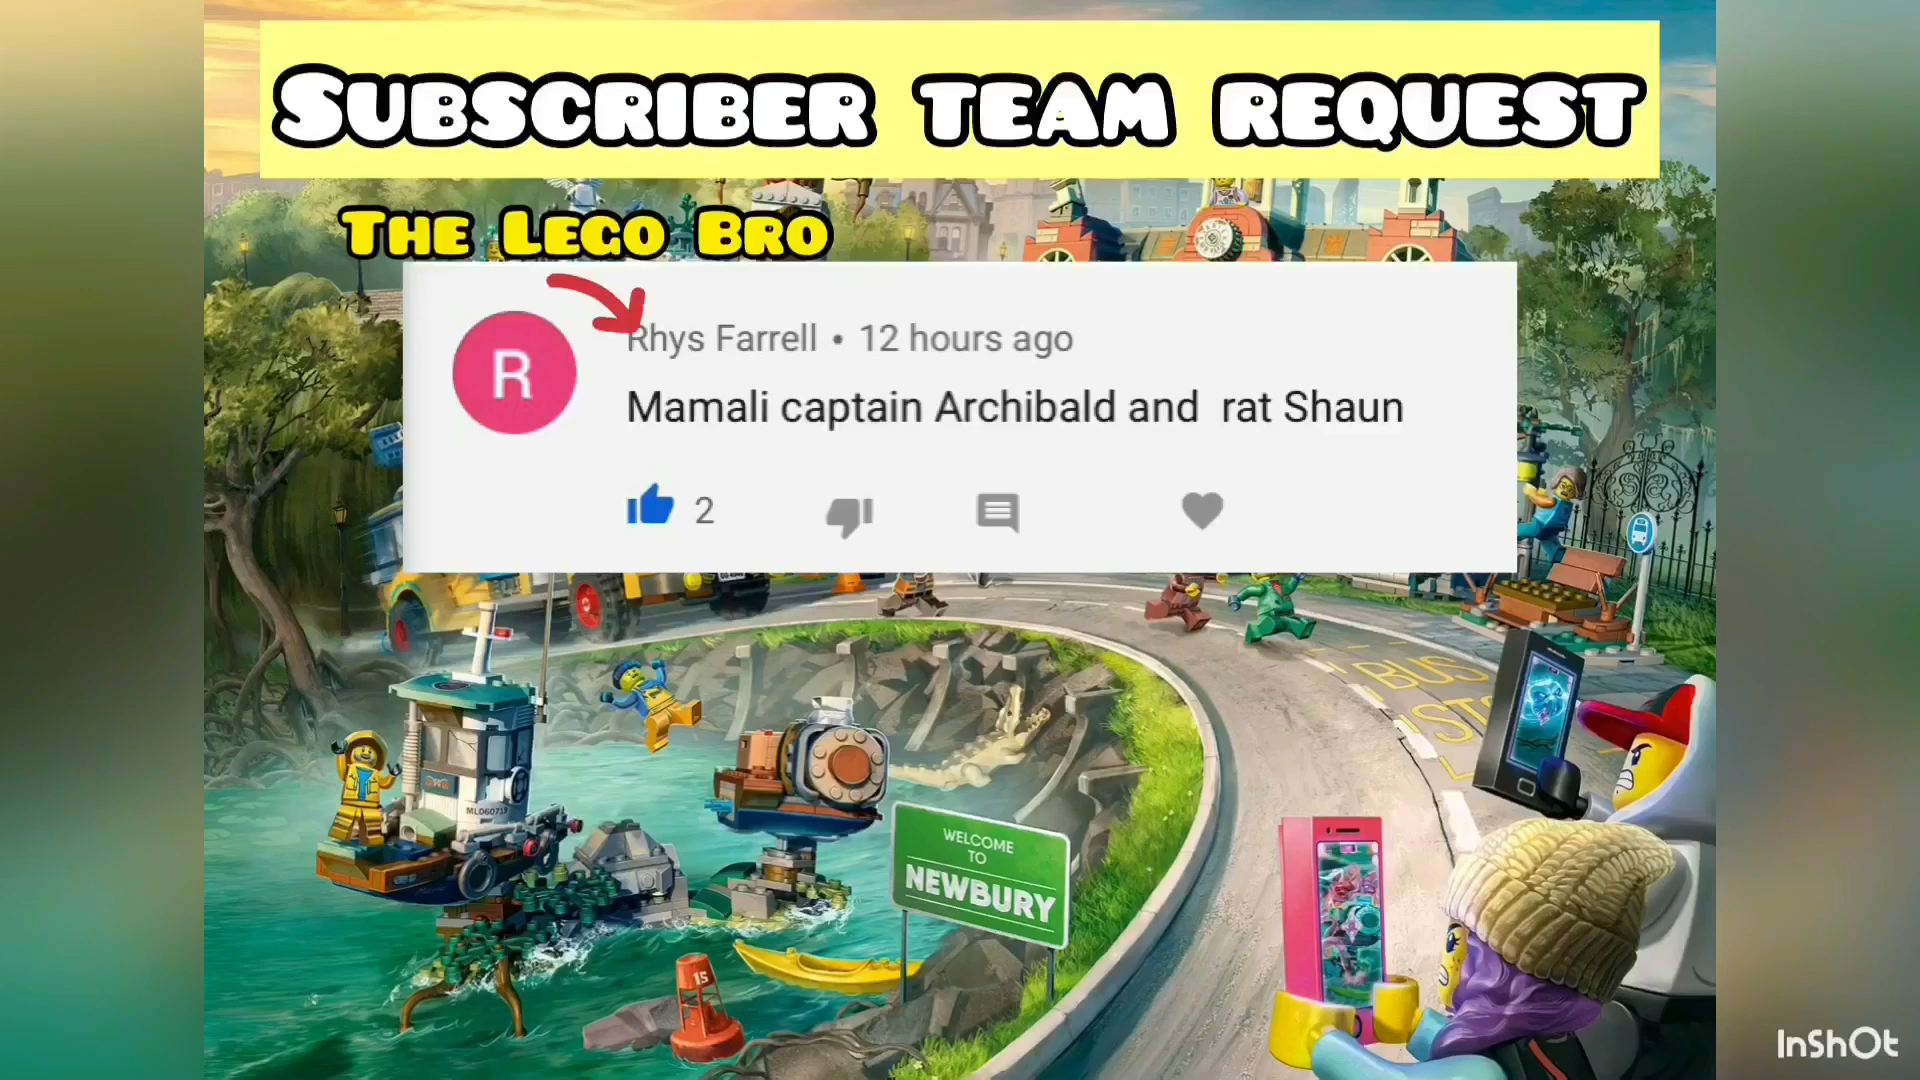 SUBSCRIBER TEAM REQUEST
THE LEGO BRO
R
Rhys Farrell • 12 hours ago
Mamali captain Archibald and rat Shaun
2
BUS
ML060719
WELCOME
TO
NEWBURY
15
InShOt